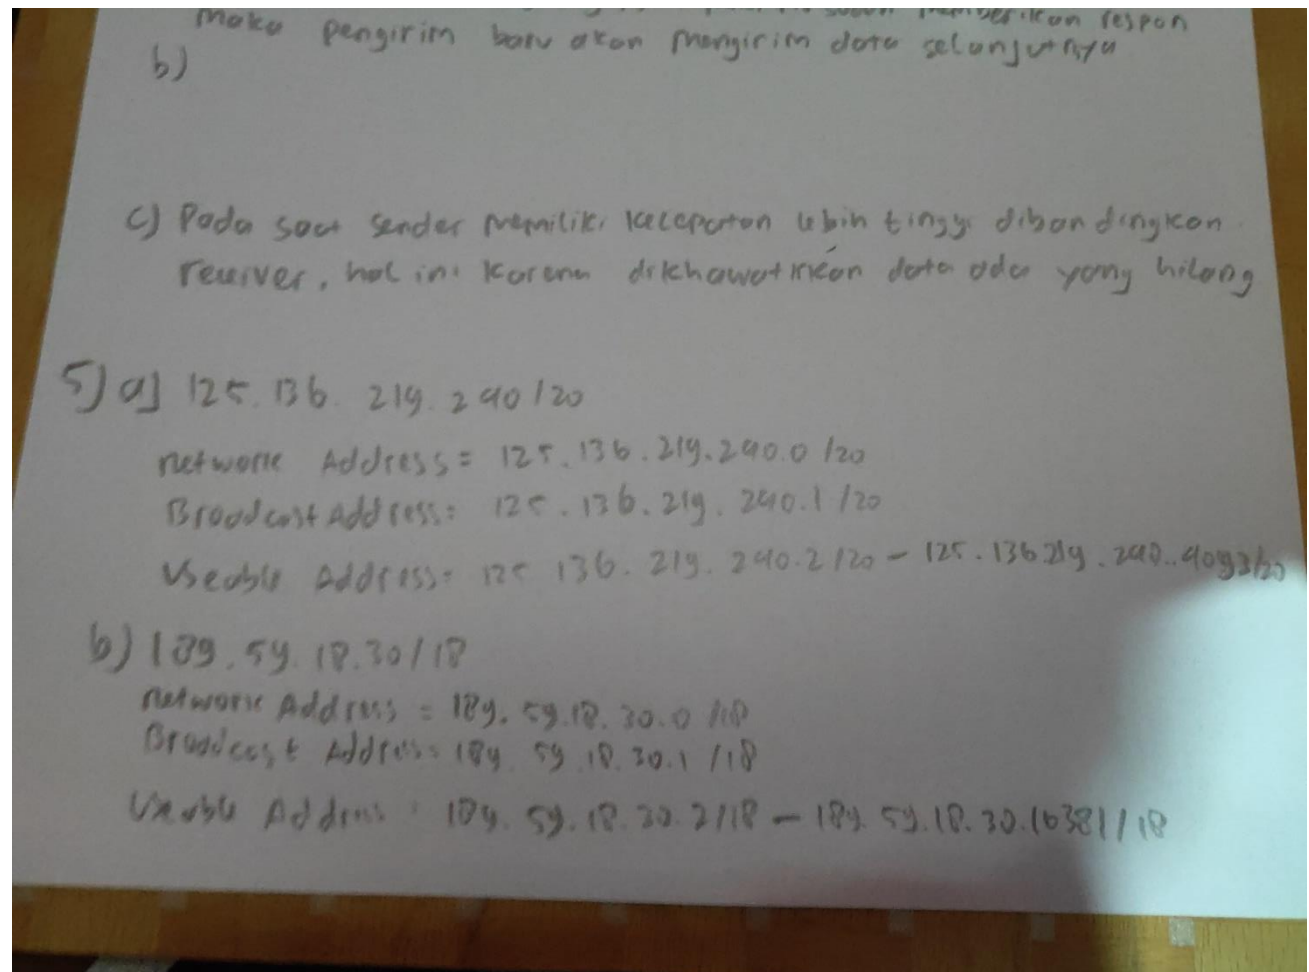 maka pengirim baru akan mengirim data selanjutnya
b)
c) Pada saat sender memiliki kecepatan lebih tinggi dibandingkan
receiver, hal ini karena dikhawatirkan data ada yang hilang
5) a) 125.136.219.240/20
Network Address = 125.136.219.240.0/20
Broadcast Address: 125.136.219.240.1/20
Useable Address: 125 136.219.240.2/20 - 125.136.219.240..4093/20
b) 189.59.18.30/18
Network Address = 189.59.18.30.0/18
Broadcast Address: 189 59.18.30.1/18
Useable Address : 189.59.18.30.2/18 - 189.59.18.30.16381/18